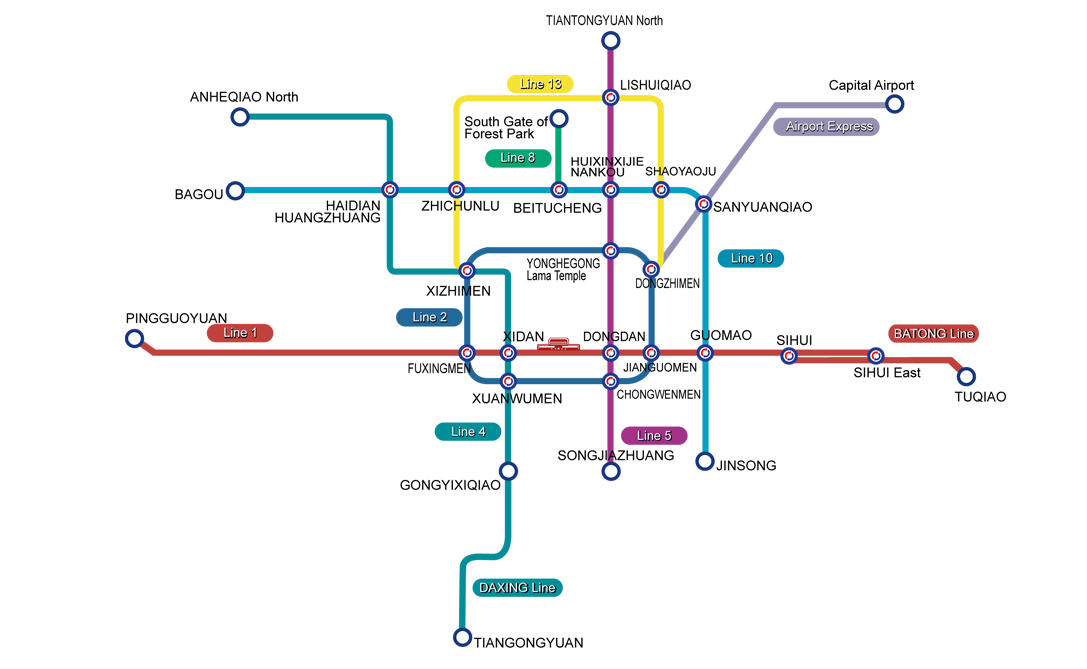 TIANTONGYUAN North
Line 13
LISHUIQIAO
Capital Airport
ANHEQIAO North
South Gate of
Forest Park
Airport Express
Line 8
HUIXINXIJIE
NANKOU
SHAOYAOJU
BAGOU
HAIDIAN
HUANGZHUANG
ZHICHUNLU
BEITUCHENG
SANYUANQIAO
YONGHEGONG
Lama Temple
Line 10
DONGZHIMEN
XIZHIMEN
PINGGUOYUAN
Line 2
Line 1
XIDAN
DONGDAN
GUOMAO
SIHUI
BATONG Line
FUXINGMEN
JIANGUOMEN
SIHUI East
XUANWUMEN
CHONGWENMEN
TUQIAO
Line 4
Line 5
SONGJIAZHUANG
JINSONG
GONGYIXIQIAO
DAXING Line
TIANGONGYUAN